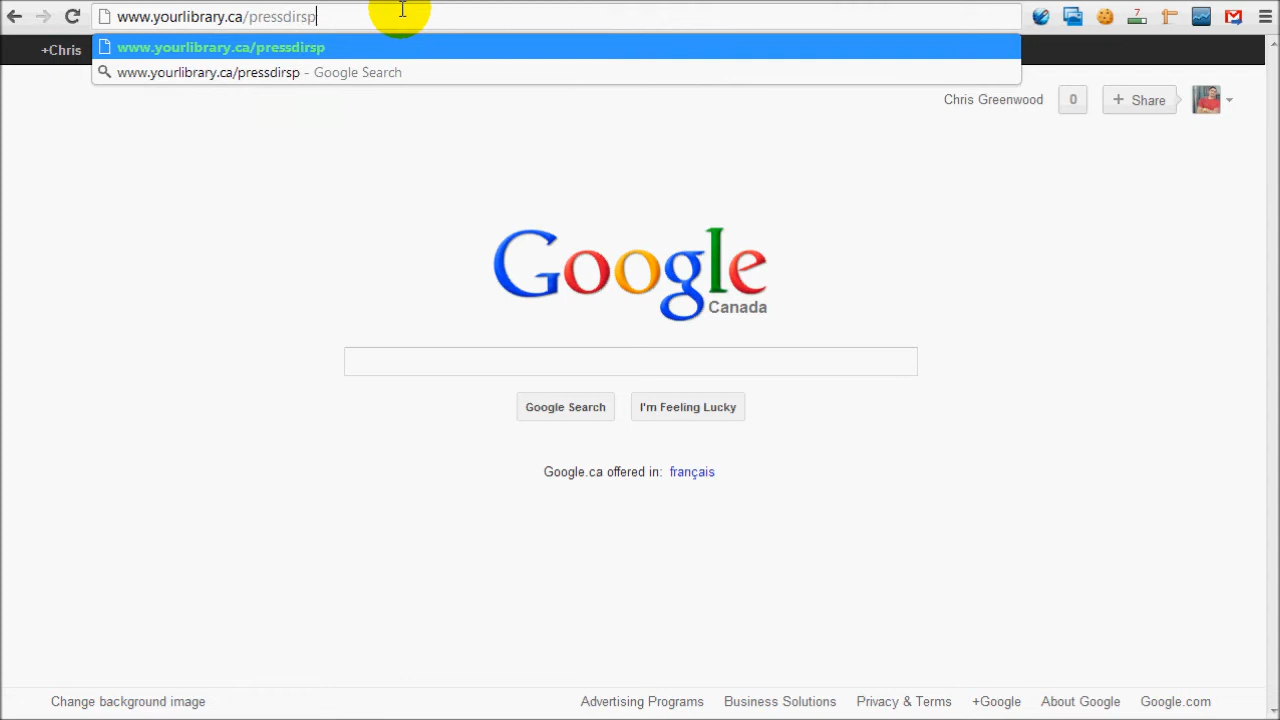 www.yourlibrary.ca/pressdirsp
7
+Chris
www.yourlibrary.ca/pressdirsp
www.yourlibrary.ca/pressdirsp - Google Search
Chris Greenwood 0 + Share
Google
Canada
Google Search I'm Feeling Lucky
Google.ca offered in: français
Change background image Advertising Programs Business Solutions Privacy & Terms +Google About Google Google.com